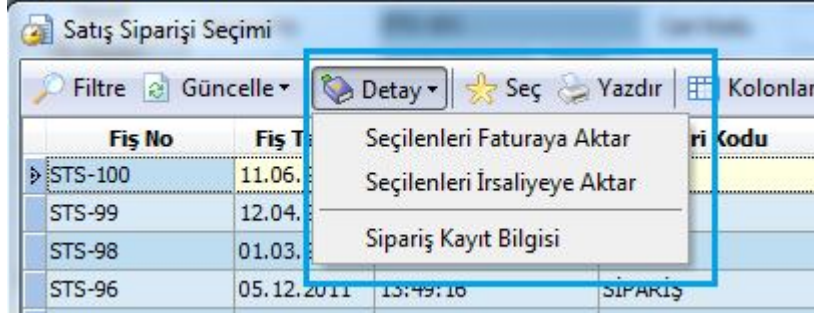 Satış Siparişi Seçimi
Filtre Güncelle Detay Seç Yazdır Kolonlar
Fiş No Kodu
Seçilenleri Faturaya Aktar
STS-100 11.06.
Seçilenleri İrsaliyeye Aktar
STS-99 12.04.
Sipariş Kayıt Bilgisi
STS-98 01.03.
STS-96 05.12.2011 13:49:16 SİPARİŞ